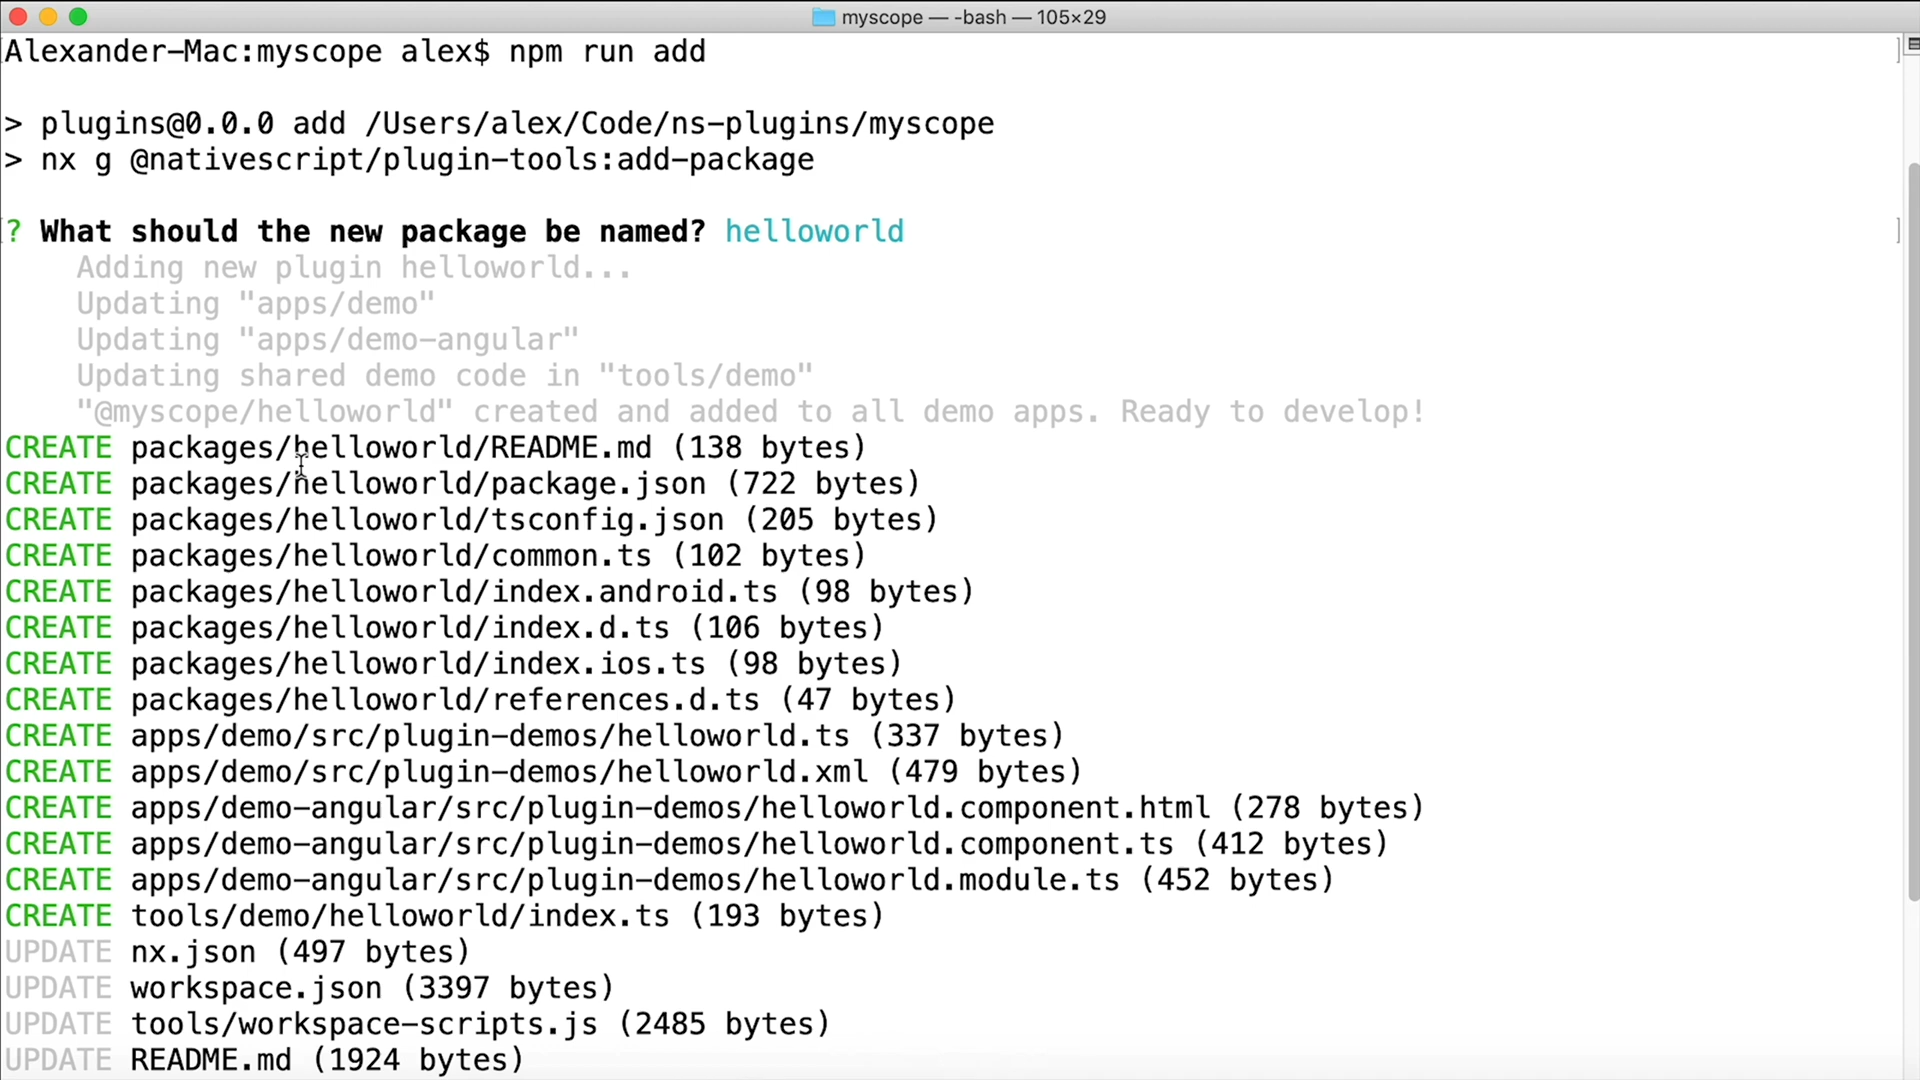 myscope — -bash — 105×29
Alexander-Mac:myscope alex$ npm run add
> plugins@0.0.0 add /Users/alex/Code/ns-plugins/myscope
> nx g @nativescript/plugin-tools:add-package
? What should the new package be named? helloworld
Adding new plugin helloworld...
Updating "apps/demo"
Updating "apps/demo-angular"
Updating shared demo code in "tools/demo"
"@myscope/helloworld" created and added to all demo apps. Ready to develop!
CREATE packages/helloworld/README.md (138 bytes)
CREATE packages/helloworld/package.json (722 bytes)
CREATE packages/helloworld/tsconfig.json (205 bytes)
CREATE packages/helloworld/common.ts (102 bytes)
CREATE packages/helloworld/index.android.ts (98 bytes)
CREATE packages/helloworld/index.d.ts (106 bytes)
CREATE packages/helloworld/index.ios.ts (98 bytes)
CREATE packages/helloworld/references.d.ts (47 bytes)
CREATE apps/demo/src/plugin-demos/helloworld.ts (337 bytes)
CREATE apps/demo/src/plugin-demos/helloworld.xml (479 bytes)
CREATE apps/demo-angular/src/plugin-demos/helloworld.component.html (278 bytes)
CREATE apps/demo-angular/src/plugin-demos/helloworld.component.ts (412 bytes)
CREATE apps/demo-angular/src/plugin-demos/helloworld.module.ts (452 bytes)
CREATE tools/demo/helloworld/index.ts (193 bytes)
UPDATE nx.json (497 bytes)
UPDATE workspace.json (3397 bytes)
UPDATE tools/workspace-scripts.js (2485 bytes)
UPDATE README.md (1924 bytes)